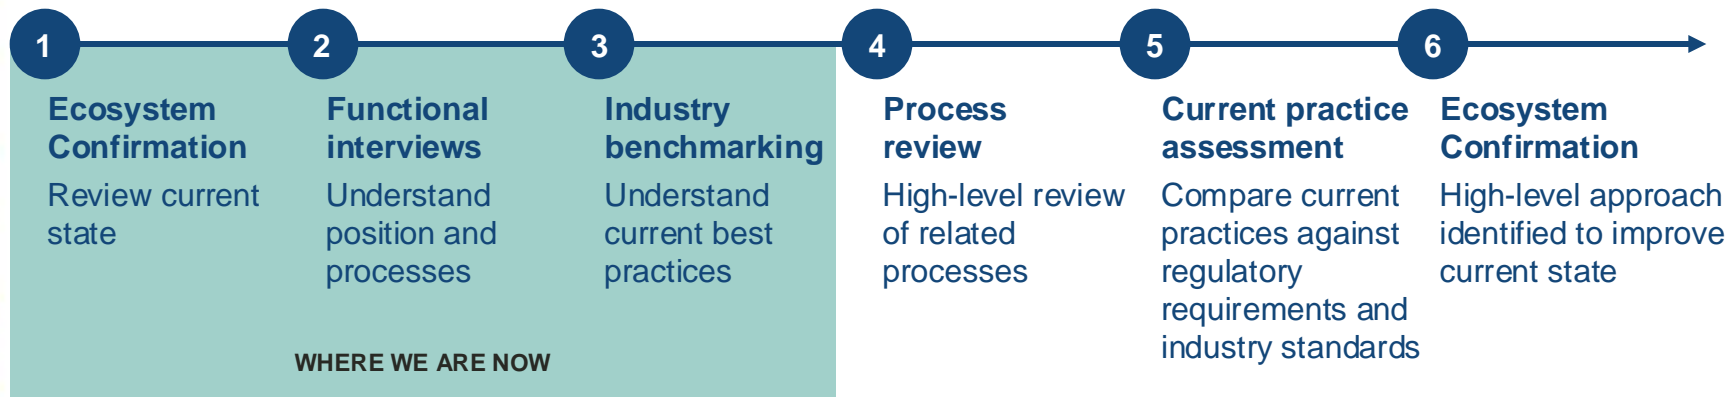 1
Ecosystem
Confirmation
Review current
state
2
Functional
interviews
Understand
position and
processes
3
Industry
benchmarking
Understand
current best
practices
4
Process
review
High-level review
of related
processes
5
Current practice
assessment
Compare current
practices against
regulatory
requirements and
industry standards
6
Ecosystem
Confirmation
High-level approach
identified to improve
current state
WHERE WE ARE NOW